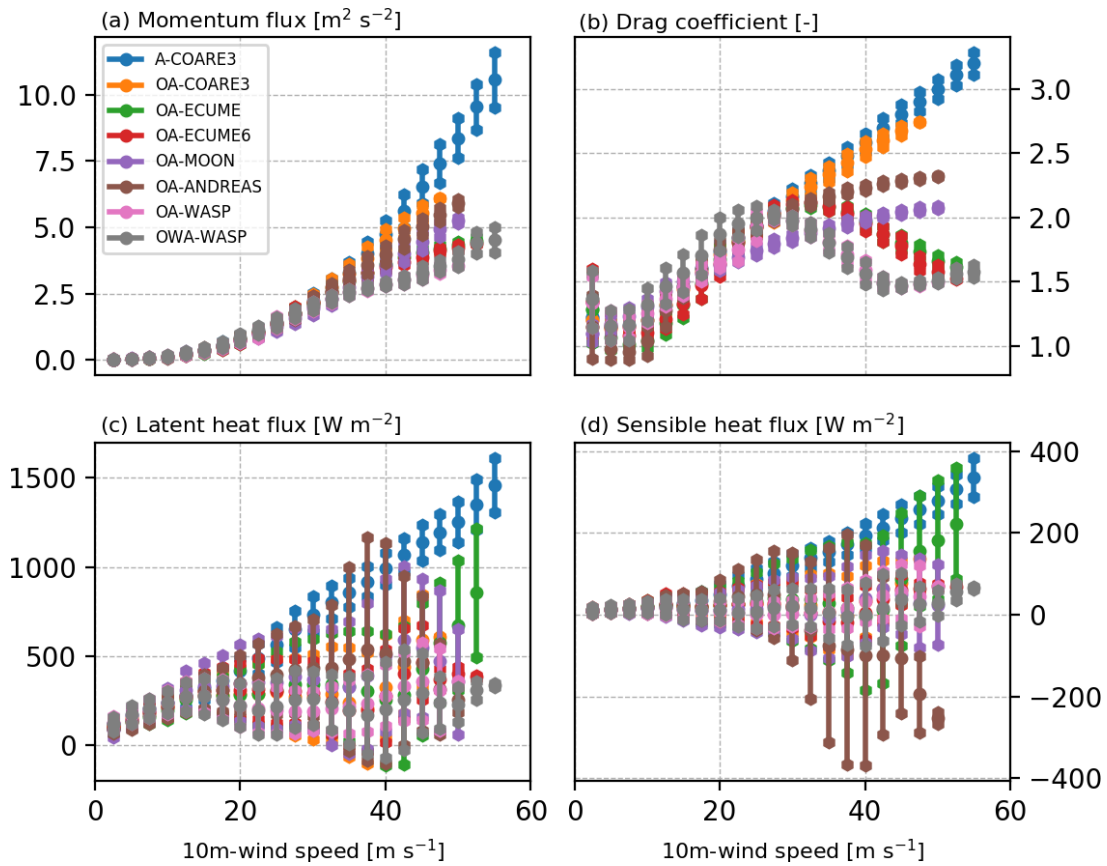 (a) Momentum flux [m² s⁻²]
(b) Drag coefficient [-]
A-COARE3
OA-COARE3
OA-ECUME
OA-ECUME6
OA-MOON
OA-ANDREAS
OA-WASP
OWA-WASP
10.0
7.5
5.0
2.5
0.0
3.0
2.5
2.0
1.5
1.0
(c) Latent heat flux [W m⁻²]
(d) Sensible heat flux [W m⁻²]
1500
1000
500
0
400
200
0
−200
−400
0 20 40 60
0 20 40 60
10m-wind speed [m s⁻¹]
10m-wind speed [m s⁻¹]